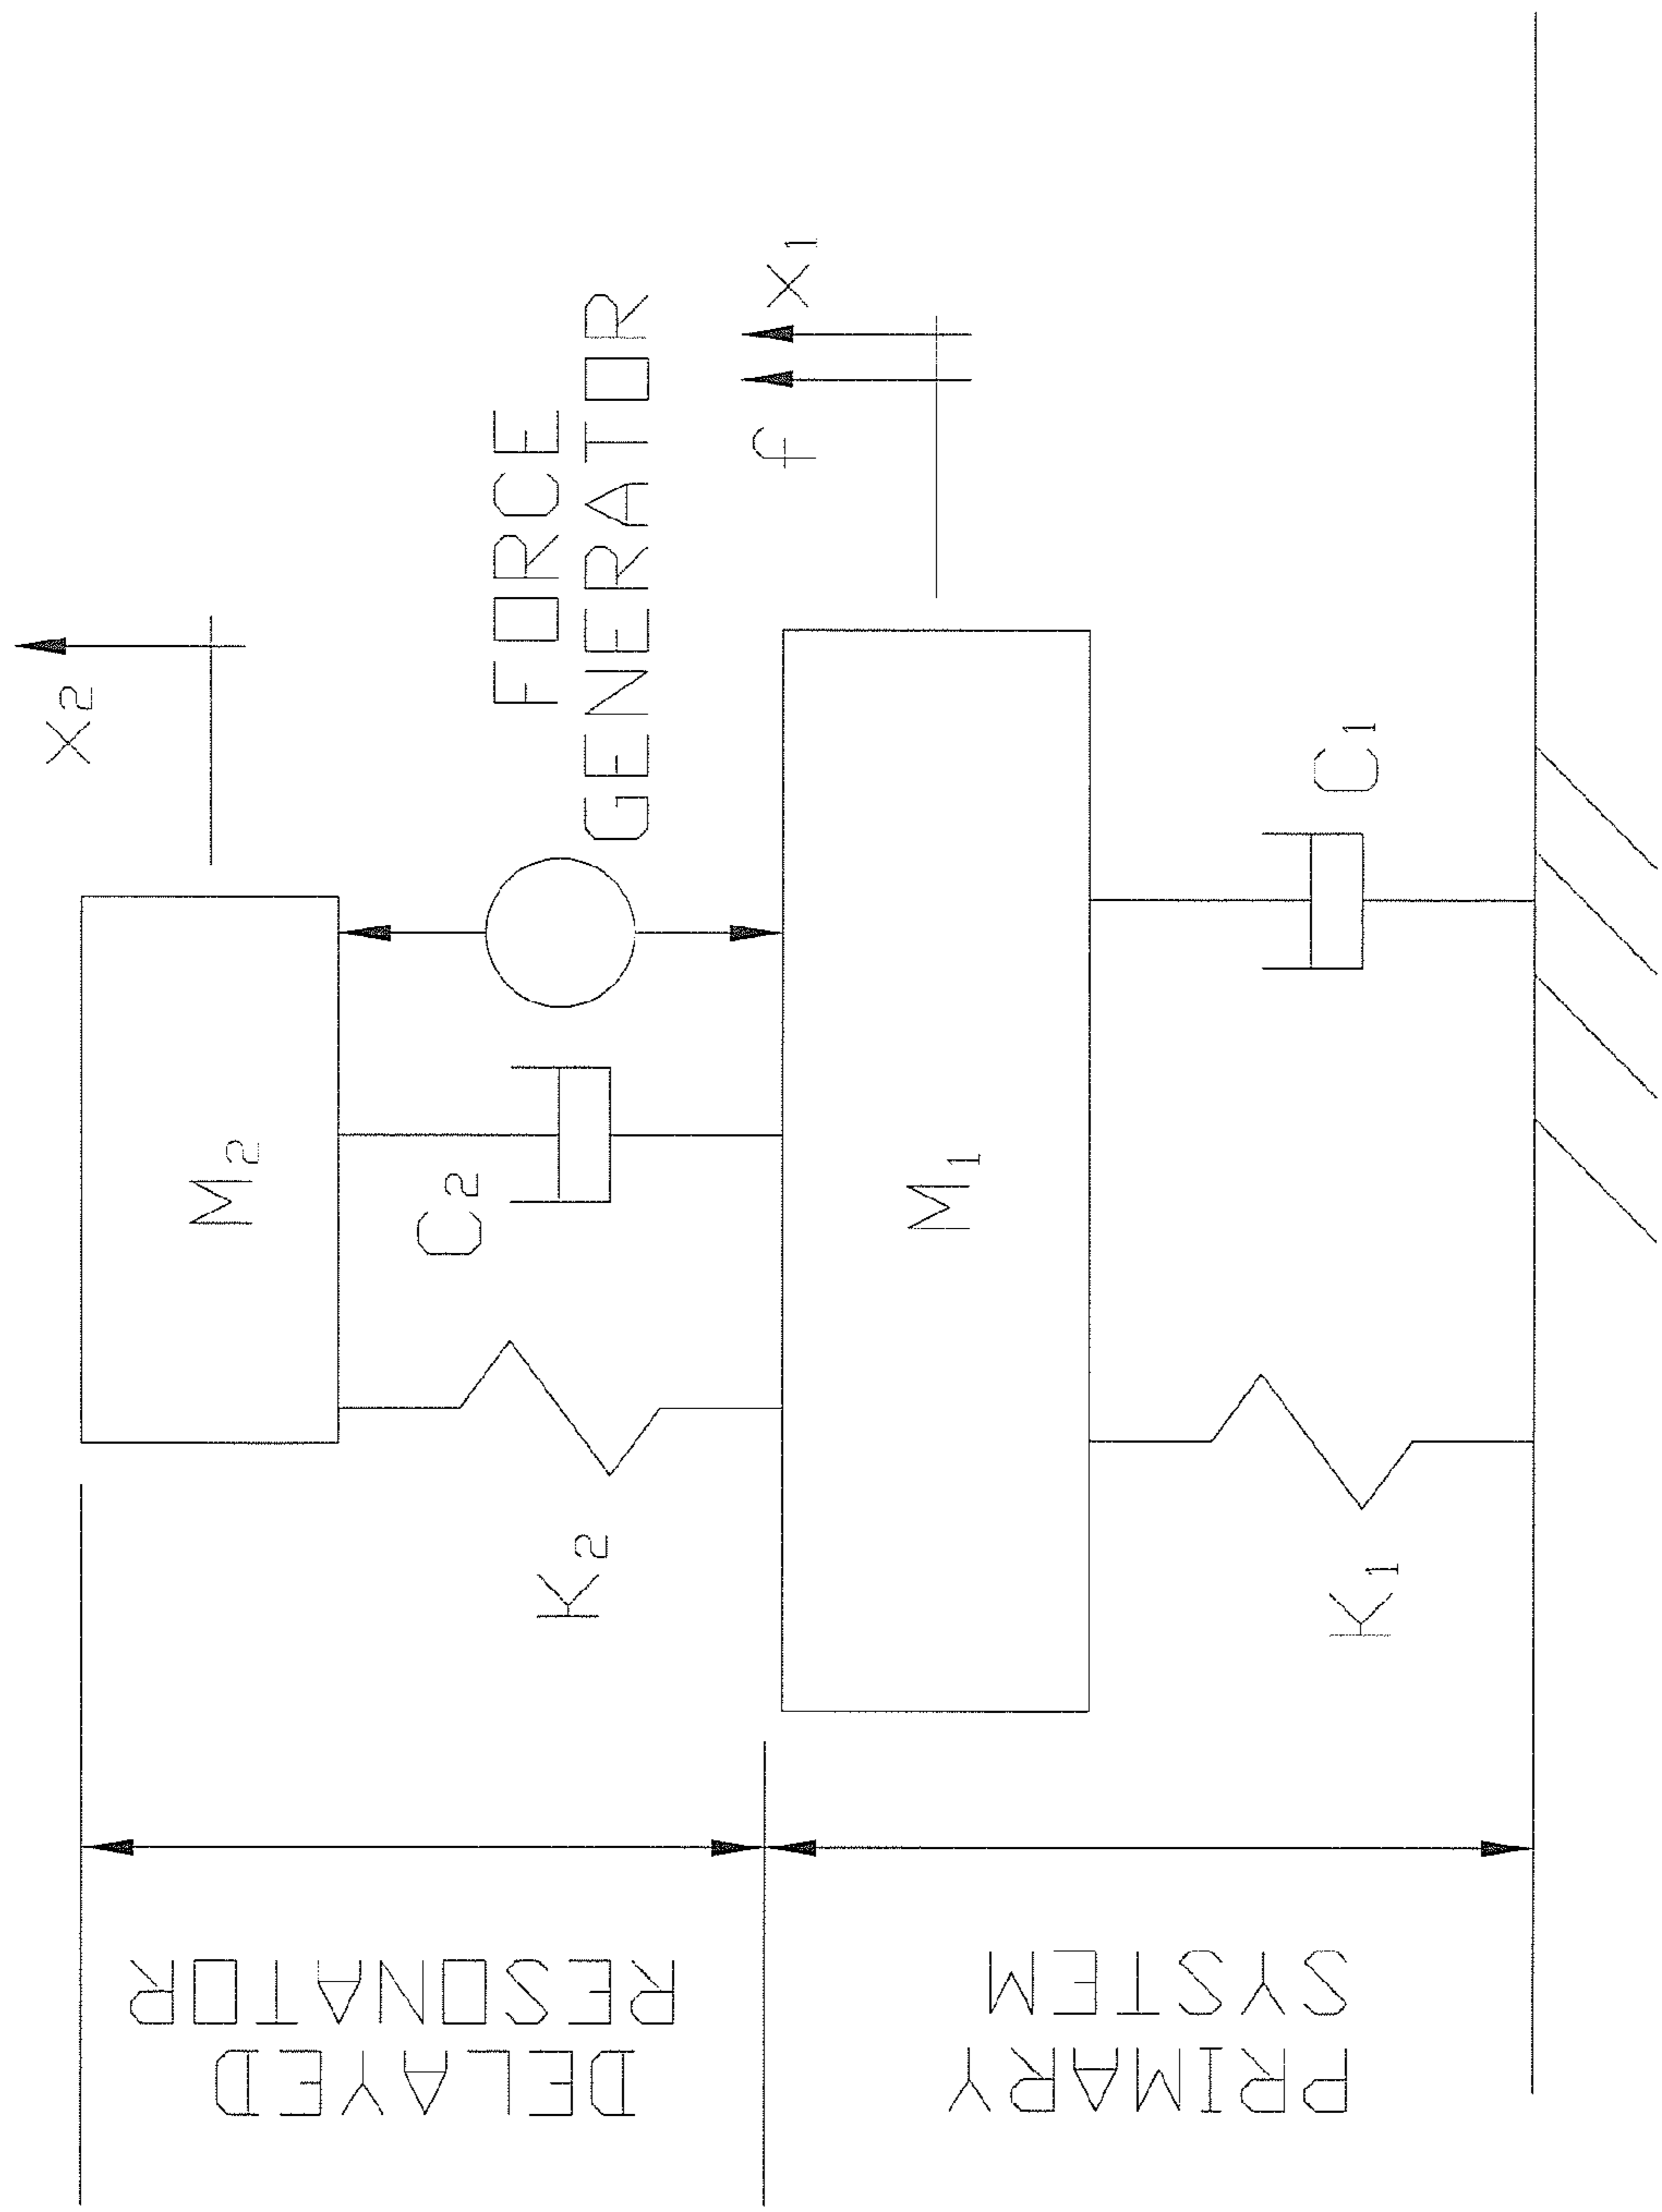 X2
M2
FORCE
GENERATOR
C2
K2
f
X1
M1
C1
K1
DELAYED
RESONATOR
PRIMARY
SYSTEM